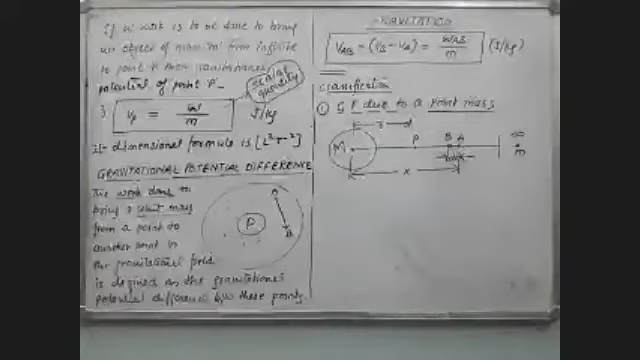 If w work is to be done to bring
an object of mass 'm' from infinite
to point P then gravitational
potential of point P.
scalar quantity
Vp = W / m J/kg
It- dimensional formula is [L²T⁻²]
GRAVITATIONAL POTENTIAL DIFFERENCE
The work done to
bring a unit mass
from a point to
another point in
the gravitational field
is defined as the gravitational
potential difference b/w these points.
P
A
B
GRAVITATION
VAB = (VB - VA) = WAB / m (J/kg)
Classification
① G.P. due to a point mass
M
P B A ∞
m
x